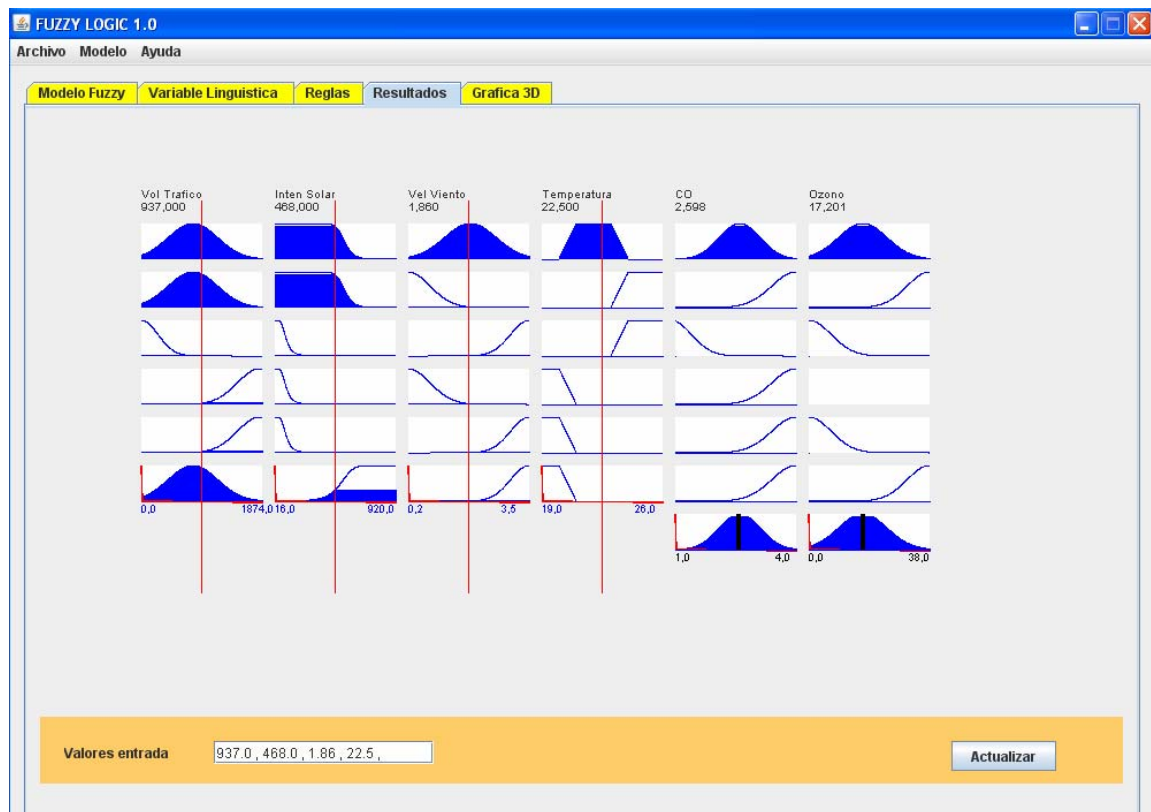 FUZZY LOGIC 1.0
Archivo Modelo Ayuda
Modelo Fuzzy Variable Linguistica Reglas Resultados Grafica 3D
Vol Trafico Inten Solar Vel Viento Temperatura CO Ozono
937,000 468,000 1,860 22,500 2,598 17,201
0,0 1874,0 16,0 920,0 0,2 3,5 19,0 26,0
1,0 4,0 0,0 38,0
Valores entrada 937.0 , 468.0 , 1.86 , 22.5 , Actualizar